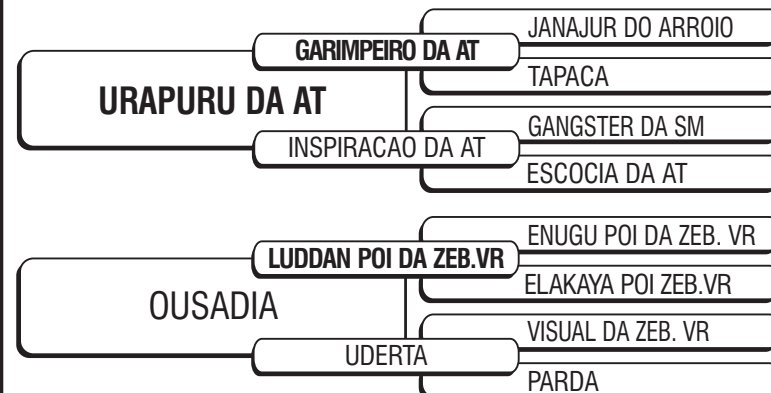 JANAJUR DO ARROIO
GARIMPEIRO DA AT
TAPACA
URAPURU DA AT
GANGSTER DA SM
INSPIRACAO DA AT
ESCOCIA DA AT
ENUGU POI DA ZEB. VR
LUDDAN POI DA ZEB.VR
ELAKAYA POI ZEB.VR
OUSADIA
VISUAL DA ZEB. VR
UDERTA
PARDA